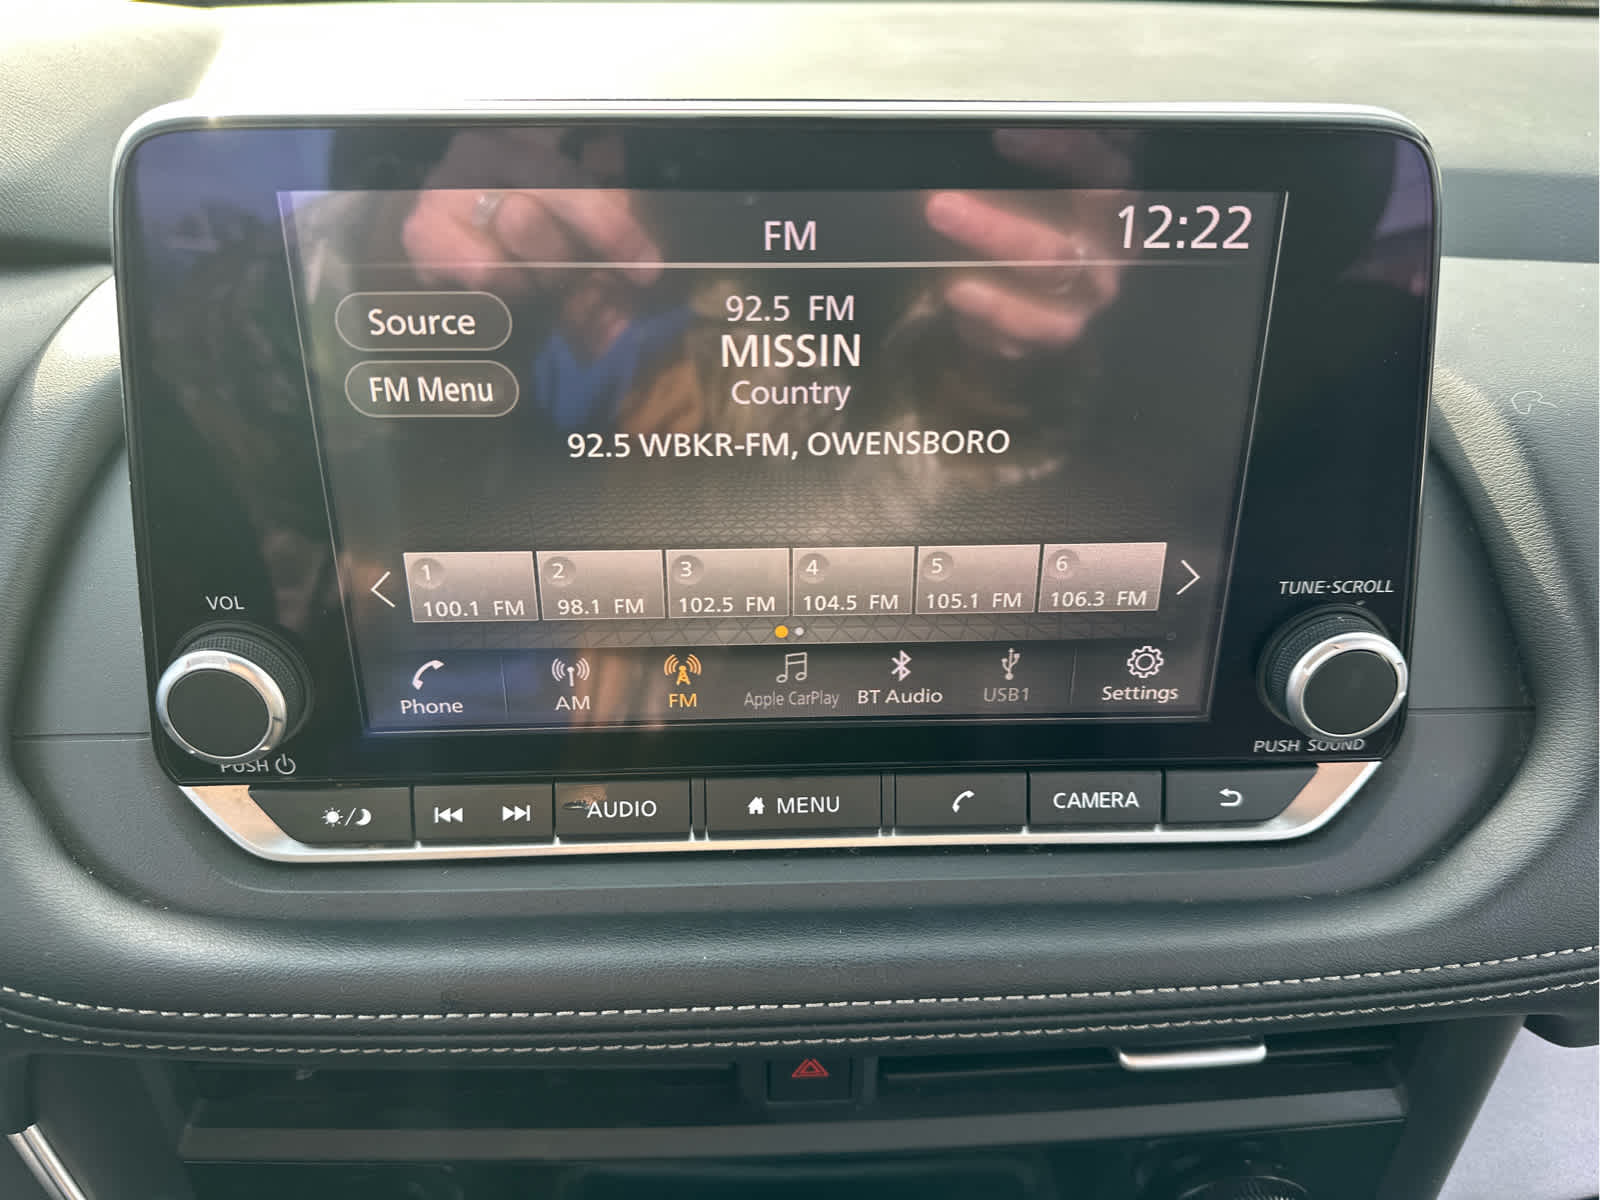 FM
12:22
Source
92.5 FM
MISSIN
FM Menu
Country
92.5 WBKR-FM, OWENSBORO
1
100.1 FM
2
98.1 FM
3
102.5 FM
4
104.5 FM
5
105.1 FM
6
106.3 FM
VOL
TUNE·SCROLL
Phone
AM
FM
Apple CarPlay
BT Audio
USB1
Settings
PUSH
PUSH SOUND
AUDIO
MENU
CAMERA